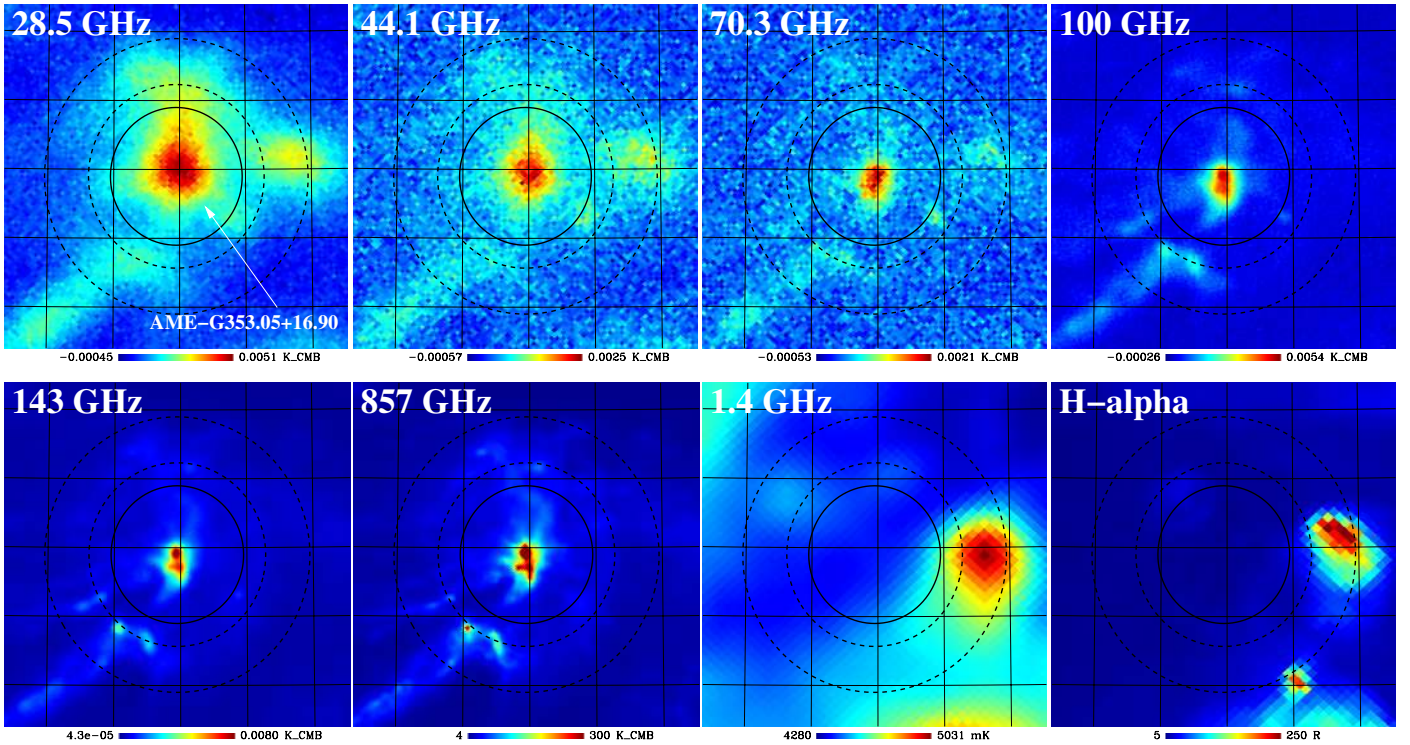 28.5 GHz
44.1 GHz
70.3 GHz
100 GHz
AME−G353.05+16.90
−0.00045 0.0051 K_CMB
−0.00057 0.0025 K_CMB
−0.00053 0.0021 K_CMB
−0.00026 0.0054 K_CMB
143 GHz
857 GHz
1.4 GHz
H−alpha
4.3e−05 0.0080 K_CMB
4 300 K_CMB
4280 5031 mK
5 250 R